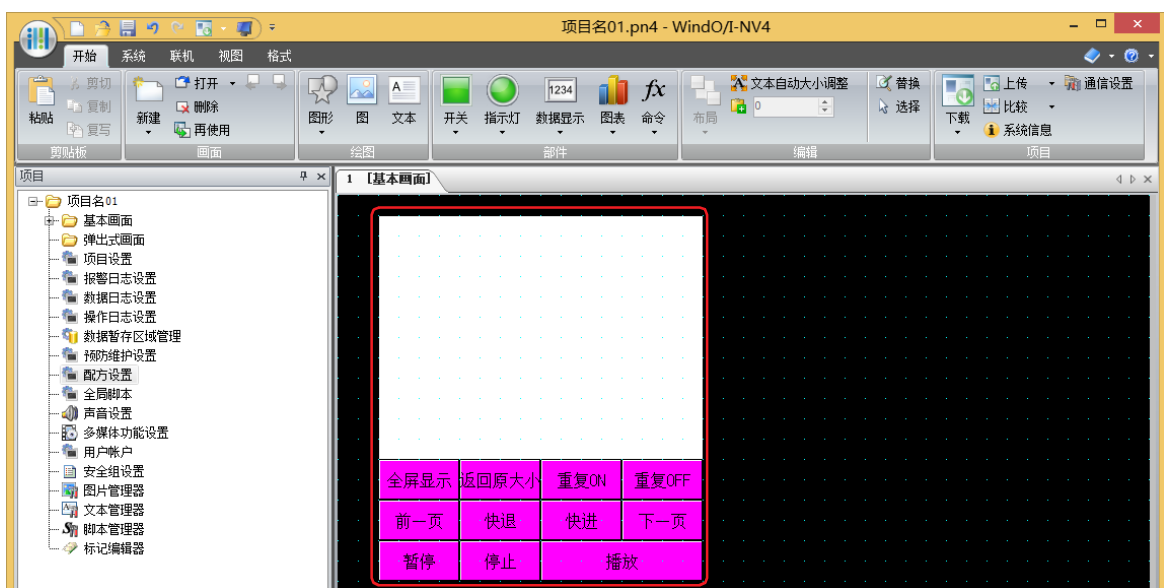 项目名01.pn4 - WindO/I-NV4
开始 系统 联机 视图 格式
粘贴 剪切 复制 复写
剪贴板
新建 打开 删除 再使用
画面
图形 图 A 文本
绘图
开关 指示灯 1234 数据显示 图表 fx 命令
部件
布局 文本自动大小调整 0 替换 选择
编辑
下载 上传 比较 系统信息 通信设置
项目
项目
1 [基本画面]
项目名01
基本画面
弹出式画面
项目设置
报警日志设置
数据日志设置
操作日志设置
数据暂存区域管理
预防维护设置
配方设置
全局脚本
声音设置
多媒体功能设置
用户帐户
安全组设置
图片管理器
文本管理器
脚本管理器
标记编辑器
全屏显示 返回原大小 重复ON 重复OFF
前一页 快退 快进 下一页
暂停 停止 播放